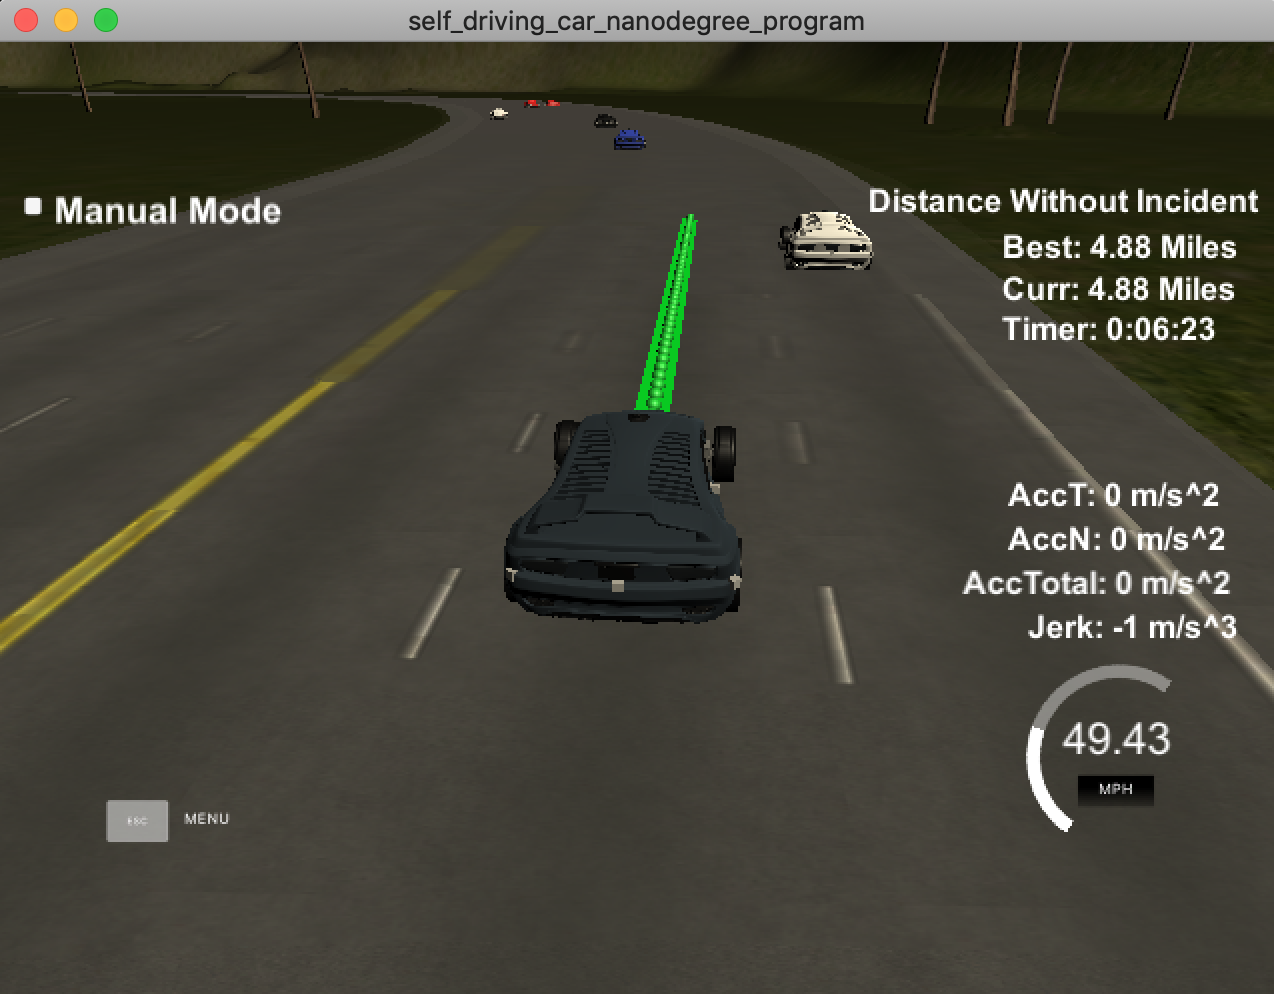 self_driving_car_nanodegree_program
Manual Mode
Distance Without Incident
Best: 4.88 Miles
Curr: 4.88 Miles
Timer: 0:06:23
AccT: 0 m/s^2
AccN: 0 m/s^2
AccTotal: 0 m/s^2
Jerk: -1 m/s^3
49.43
MPH
ESC MENU